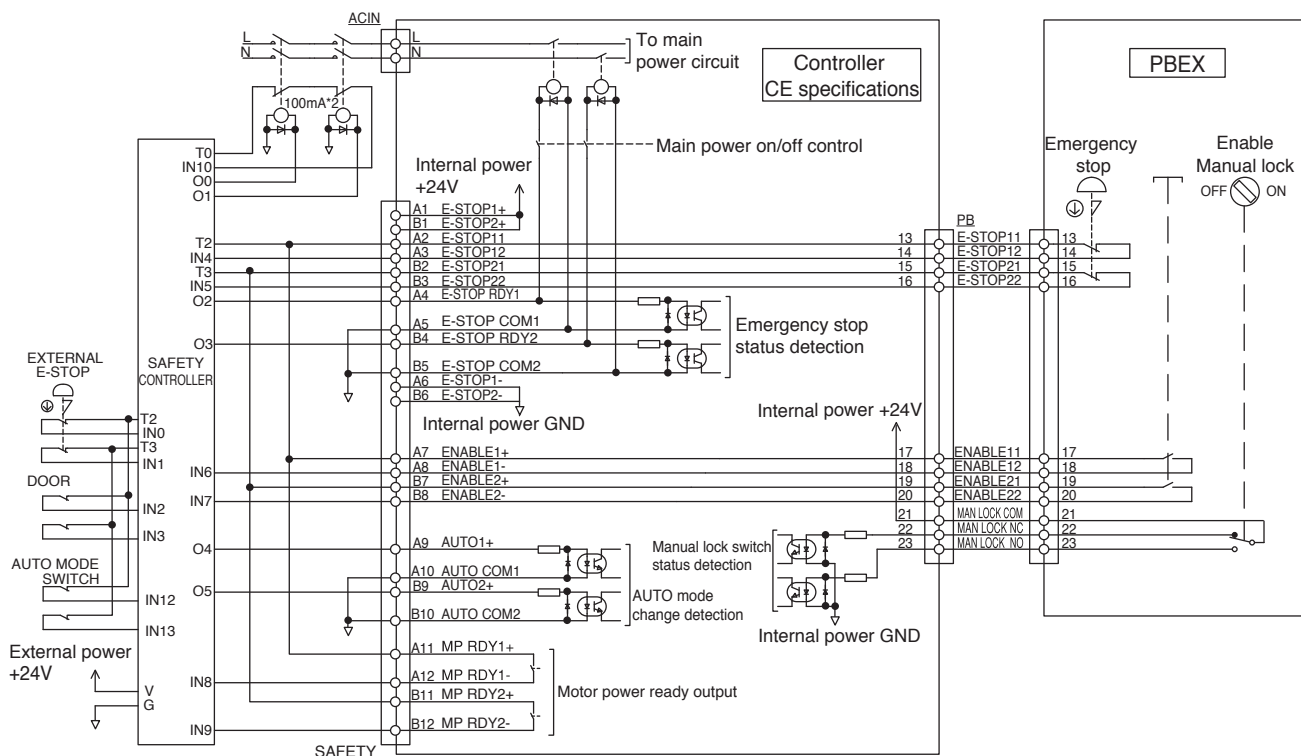 ACIN
L
N
L
N
To main
power circuit
Controller
CE specifications
PBEX
100mA*2
T0
IN10
O0
O1
Main power on/off control
Internal power
+24V
Emergency
stop
Enable
Manual lock
OFF
ON
A1 E-STOP1+
B1 E-STOP2+
A2 E-STOP11
A3 E-STOP12
B2 E-STOP21
B3 E-STOP22
A4 E-STOP RDY1
A5 E-STOP COM1
B4 E-STOP RDY2
B5 E-STOP COM2
A6 E-STOP1-
B6 E-STOP2-
T2
IN4
T3
IN5
O2
O3
PB
13 E-STOP11 13
14 E-STOP12 14
15 E-STOP21 15
16 E-STOP22 16
Emergency stop
status detection
Internal power GND
EXTERNAL
E-STOP
SAFETY
CONTROLLER
T2
IN0
T3
IN1
DOOR
IN2
IN3
AUTO MODE
SWITCH
IN12
IN13
External power
+24V
V
G
Internal power +24V
IN6
IN7
A7 ENABLE1+
A8 ENABLE1-
B7 ENABLE2+
B8 ENABLE2-
17 ENABLE11 17
18 ENABLE12 18
19 ENABLE21 19
20 ENABLE22 20
21 MAN LOCK COM 21
22 MAN LOCK NC 22
23 MAN LOCK NO 23
O4
O5
A9 AUTO1+
A10 AUTO COM1
B9 AUTO2+
B10 AUTO COM2
AUTO mode
change detection
Manual lock switch
status detection
Internal power GND
IN8
IN9
A11 MP RDY1+
A12 MP RDY1-
B11 MP RDY2+
B12 MP RDY2-
Motor power ready output
SAFETY